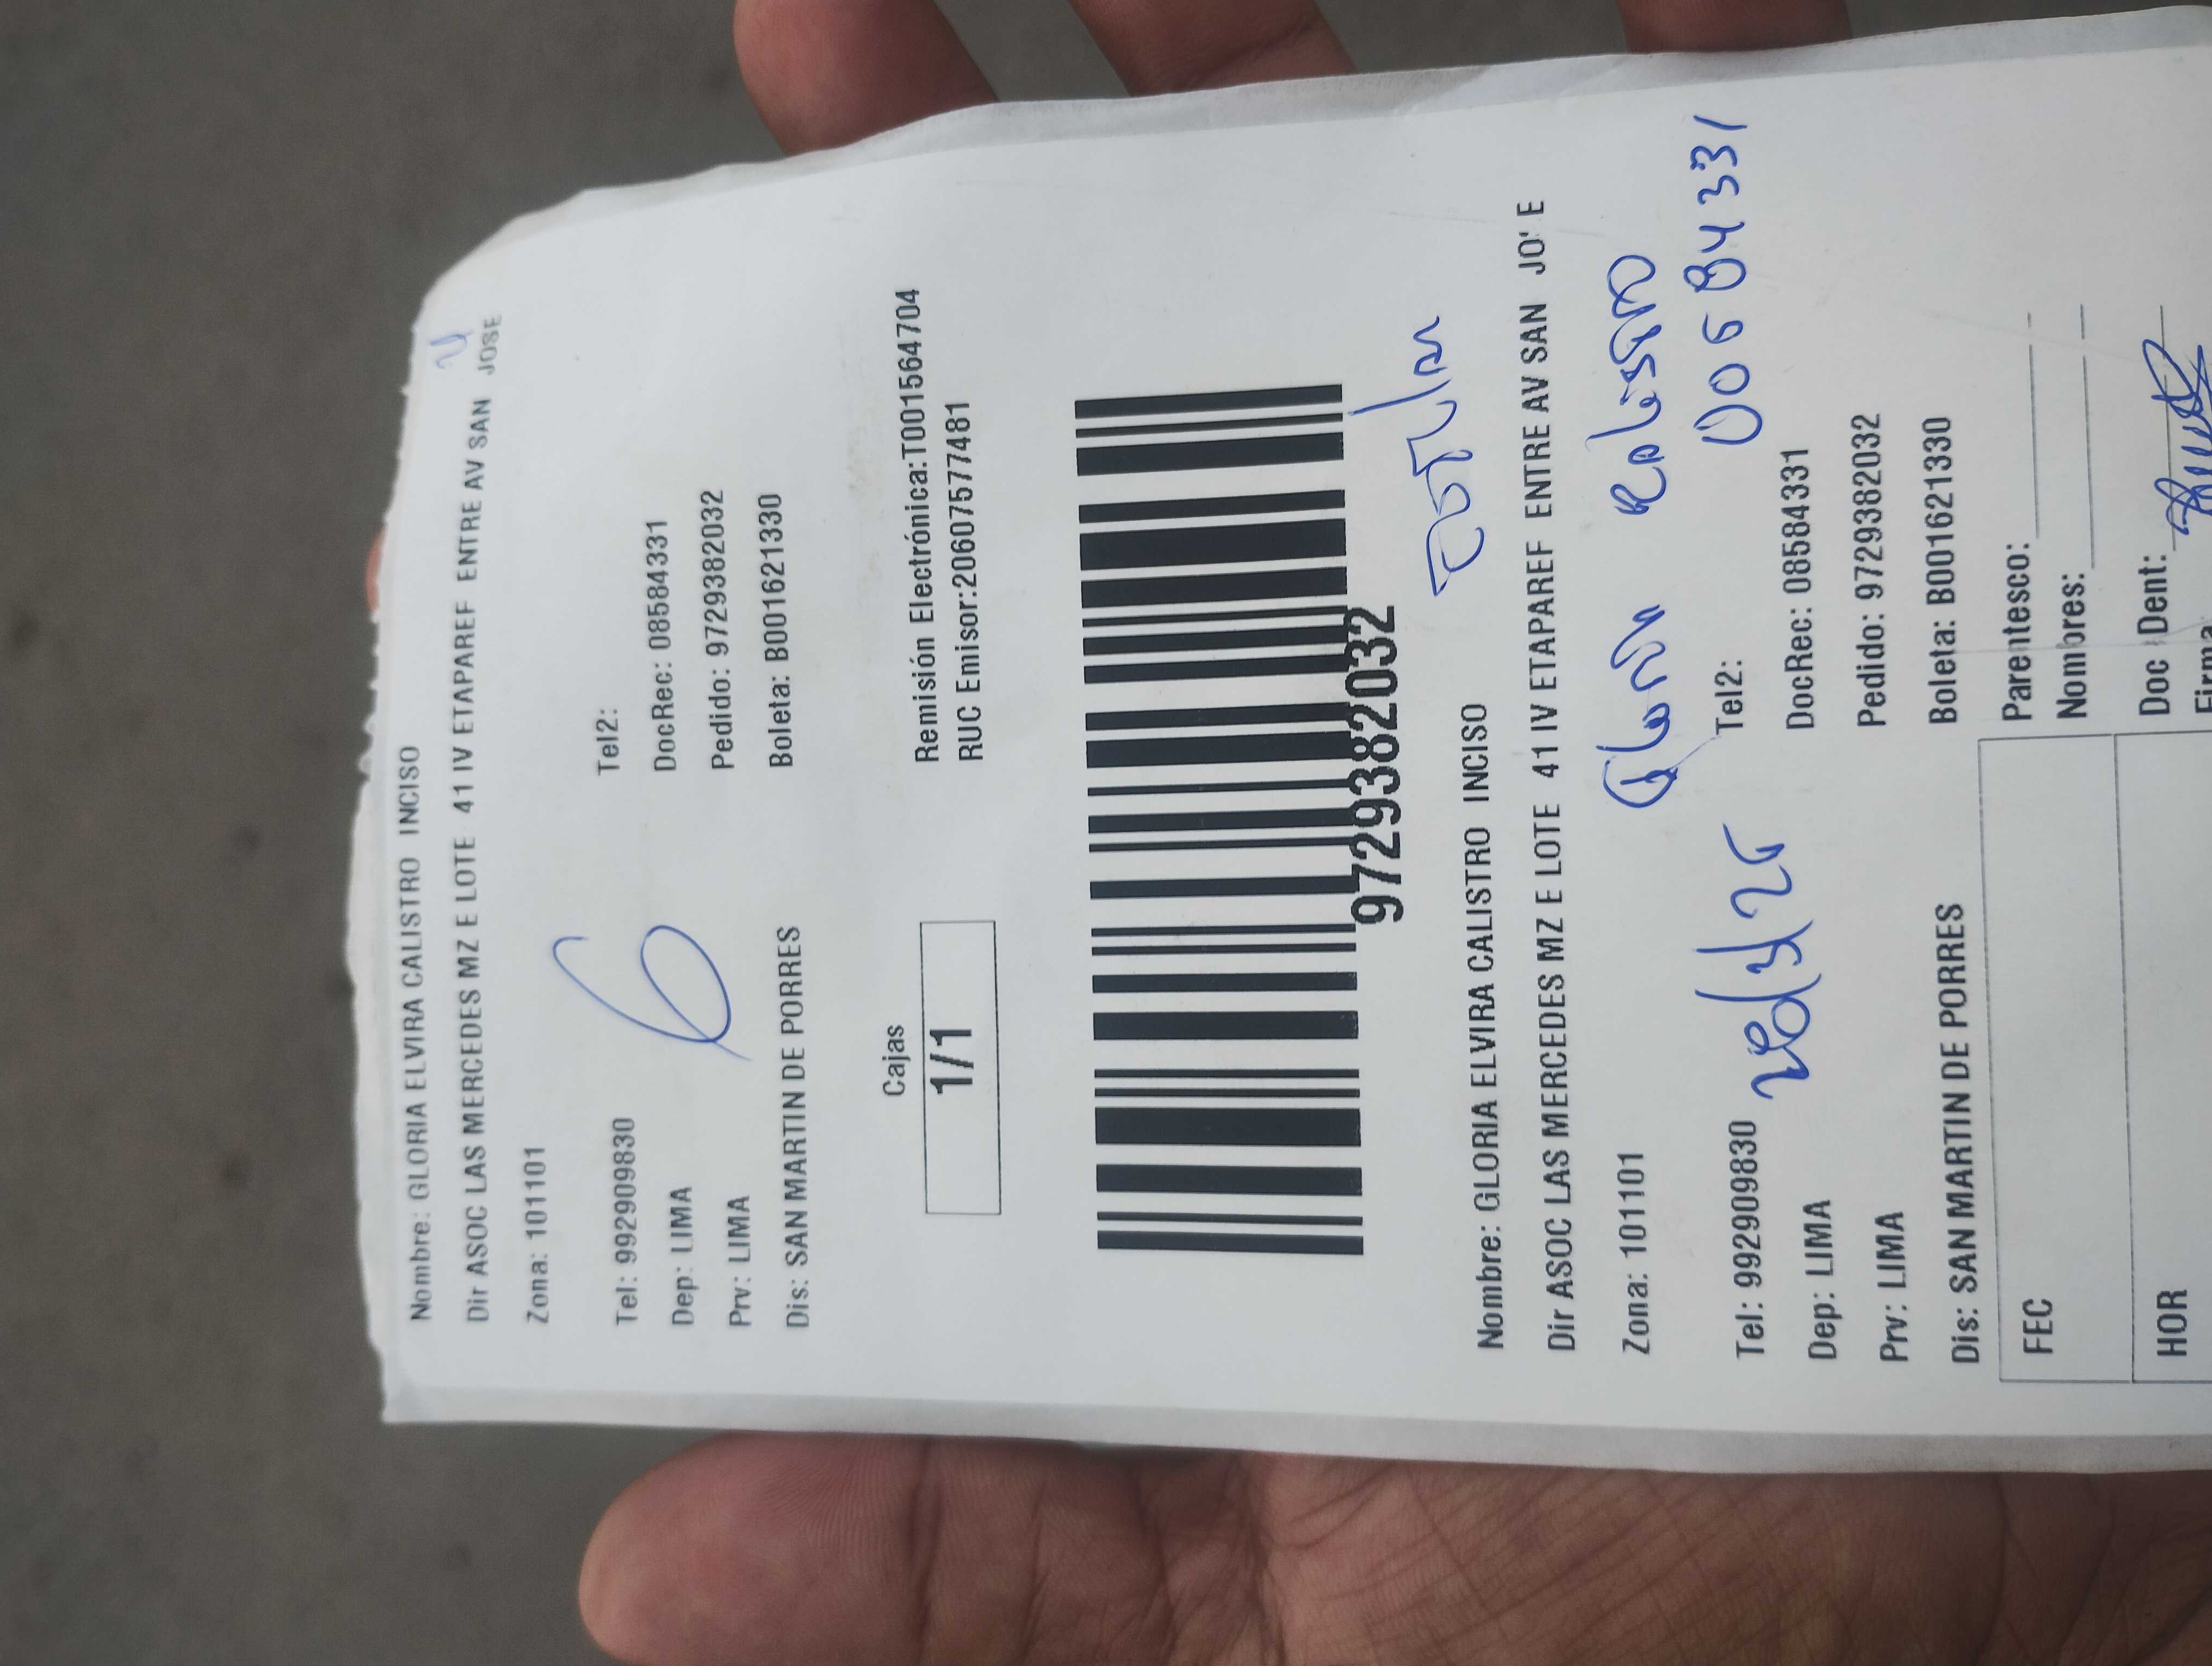 Nombre: GLORIA ELVIRA CALISTRO INCISO
Dir ASOC LAS MERCEDES MZ E LOTE 41 IV ETAPAREF ENTRE AV SAN JOSE
Zona: 101101
6
Tel: 992909830 Tel2:
Dep: LIMA DocRec: 08584331
Prv: LIMA Pedido: 9729382032
Dis: SAN MARTIN DE PORRES Boleta: B001621330
Cajas Remisión Electrónica:T001564704
1/1 RUC Emisor:20607577481
9729382032
Nombre: GLORIA ELVIRA CALISTRO INCISO
Dir ASOC LAS MERCEDES MZ E LOTE 41 IV ETAPAREF ENTRE AV SAN JO' E
Zona: 101101
Tel: 992909830 Tel2:
Dep: LIMA DocRec: 08584331
Prv: LIMA Pedido: 9729382032
Dis: SAN MARTIN DE PORRES Boleta: B001621330
FEC Parentesco:
Nombres:
HOR Doc Dent: